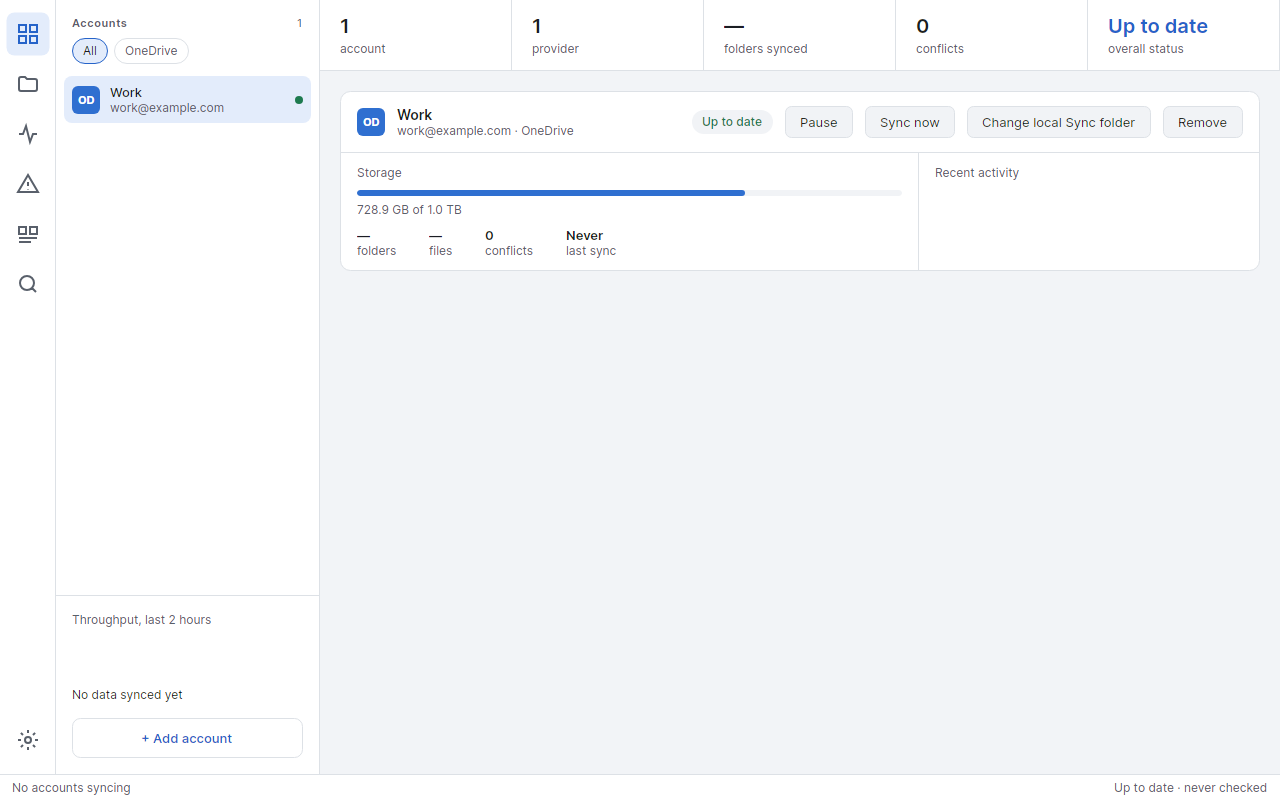 Accounts 1
All OneDrive
OD Work
work@example.com
Throughput, last 2 hours
No data synced yet
+ Add account
1
account
1
provider
—
folders synced
0
conflicts
Up to date
overall status
OD Work
work@example.com · OneDrive
Up to date Pause Sync now Change local Sync folder Remove
Storage
728.9 GB of 1.0 TB
— — 0 Never
folders files conflicts last sync
Recent activity
No accounts syncing Up to date · never checked